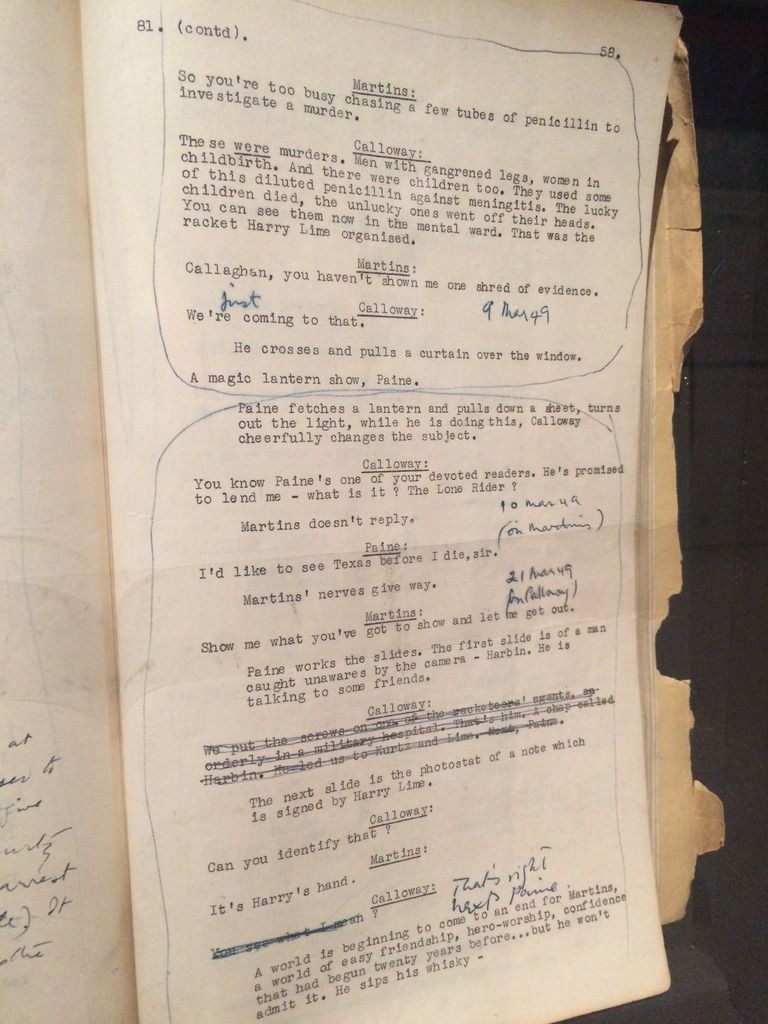 81. (contd).
58.
Martins:
So you're too busy chasing a few tubes of penicillin to
investigate a murder.
Calloway:
These were murders. Men with gangrened legs, women in
childbirth. And there were children too. They used some
of this diluted penicillin against meningitis. The lucky
children died, the unlucky ones went off their heads.
You can see them now in the mental ward. That was the
racket Harry Lime organised.
Martins:
Callaghan, you haven't shown me one shred of evidence.
Calloway:
just
9 Mar 49
We're coming to that.
He crosses and pulls a curtain over the window.
A magic lantern show, Paine.
Paine fetches a lantern and pulls down a sheet, turns
out the light, while he is doing this, Calloway
cheerfully changes the subject.
Calloway:
You know Paine's one of your devoted readers. He's promised
to lend me - what is it ? The Lone Rider ?
10 Mar 49
(on Martins)
Martins doesn't reply.
Paine:
I'd like to see Texas before I die,sir.
21 Mar 49
(on Calloway)
Martins' nerves give way.
Martins:
Show me what you've got to show and let me get out.
Paine works the slides. The first slide is of a man
caught unawares by the camera - Harbin. He is
talking to some friends.
Calloway:
We put the screws on one of the racketeers' agents, an
orderly in a military hospital. That's him. A chap called
Harbin. He led us to Kurtz and Lime. Next, Paine.
The next slide is the photostat of a note which
is signed by Harry Lime.
Calloway:
Can you identify that ?
Martins:
It's Harry's hand.
Calloway:
That's right
next Paine
You see what I mean ?
A world is beginning to come to an end for Martins,
a world of easy friendship, hero-worship, confidence
that had begun twenty years before...but he won't
admit it. He sips his whisky -
at
to
give
arrest
It
the